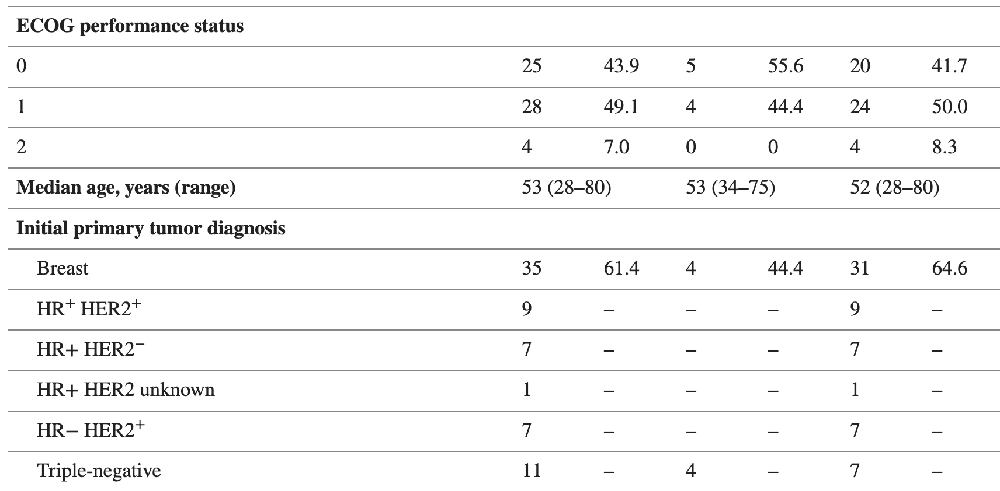 ECOG performance status
0 25 43.9 5 55.6 20 41.7
1 28 49.1 4 44.4 24 50.0
2 4 7.0 0 0 4 8.3
Median age, years (range) 53 (28–80) 53 (34–75) 52 (28–80)
Initial primary tumor diagnosis
Breast 35 61.4 4 44.4 31 64.6
HR⁺ HER2⁺ 9 – – – 9 –
HR+ HER2⁻ 7 – – – 7 –
HR+ HER2 unknown 1 – – – 1 –
HR− HER2⁺ 7 – – – 7 –
Triple-negative 11 – 4 – 7 –